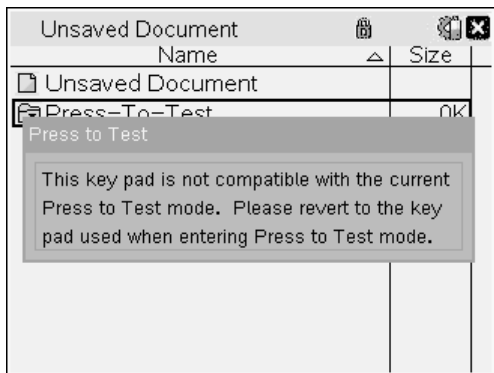 Unsaved Document
Name Size
Unsaved Document
Press-To-Test 0K
Press to Test
This key pad is not compatible with the current
Press to Test mode. Please revert to the key
pad used when entering Press to Test mode.